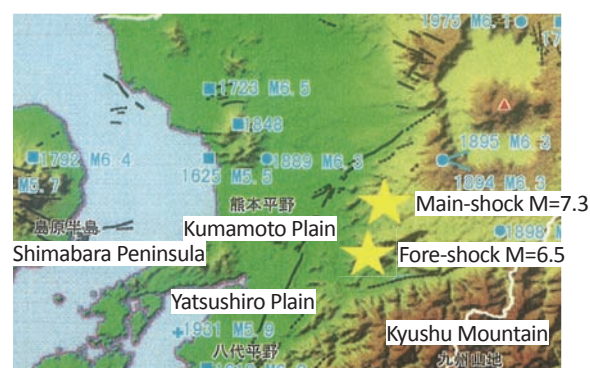 1975 M6.1
1723 M6.5
1848
1895 M6.3
1792 M6.4
1625 M5.5
1889 M6.3
M5.7
1894 M6.3
熊本平野
Main-shock M=7.3
島原半島
Kumamoto Plain
1898
Shimabara Peninsula
Fore-shock M=6.5
Yatsushiro Plain
1931 M5.9
Kyushu Mountain
八代平野
九州山地